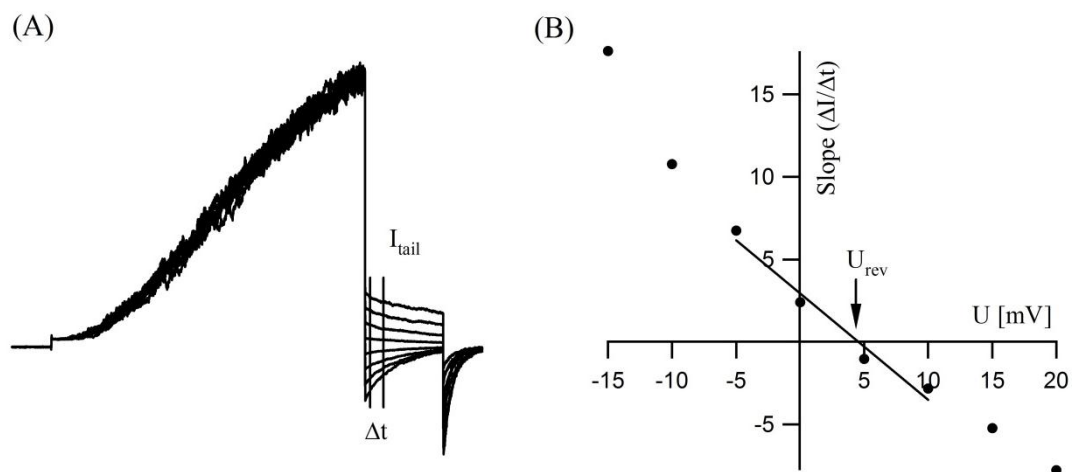 (A)
I_tail
Δt
(B)
Slope (ΔI/Δt)
15
10
5
-5
U_rev
U [mV]
-15 -10 -5 5 10 15 20